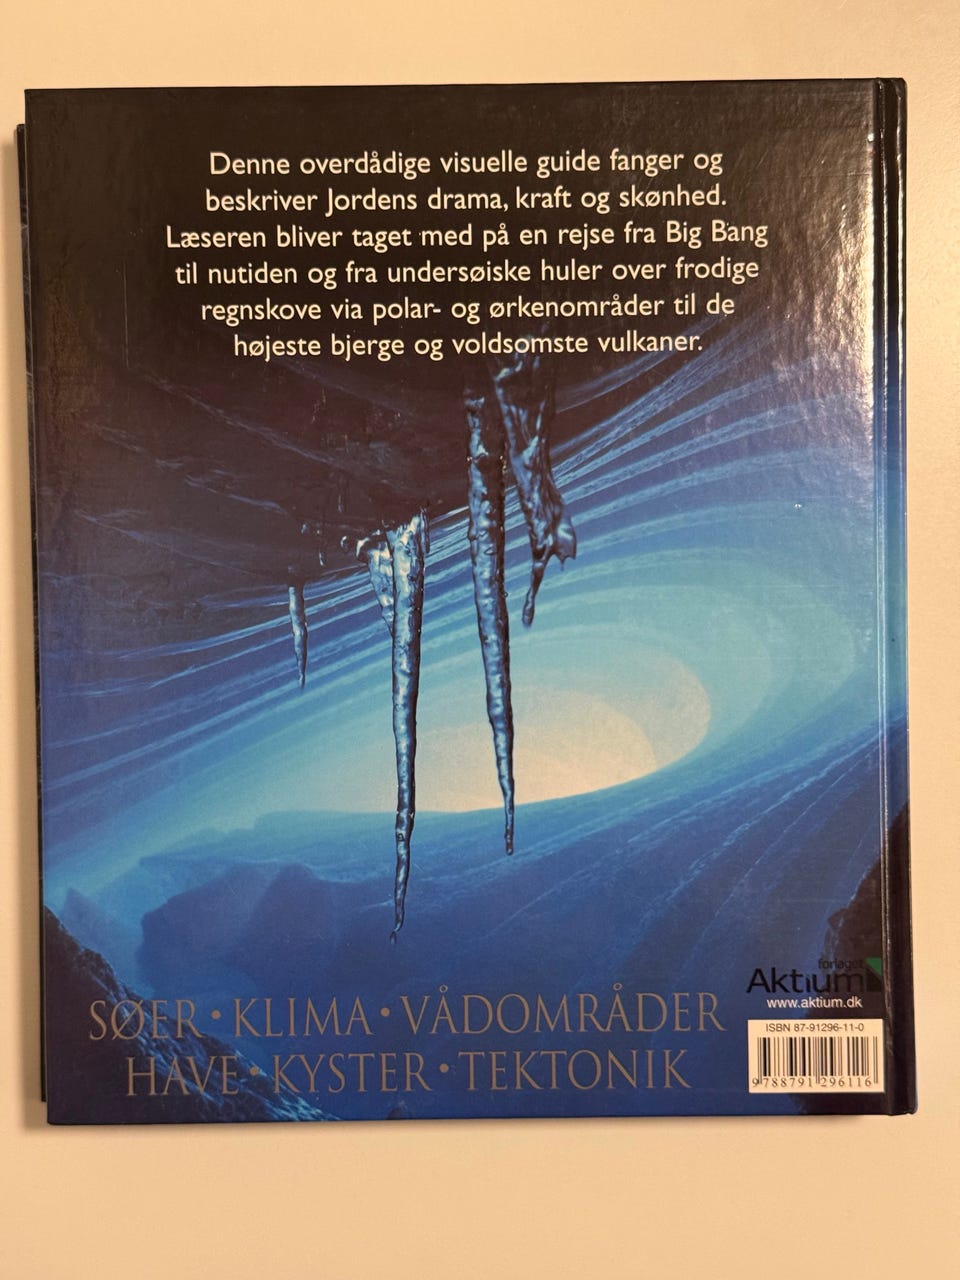 Denne overdådige visuelle guide fanger og
beskriver Jordens drama, kraft og skønhed.
Læseren bliver taget med på en rejse fra Big Bang
til nutiden og fra undersøiske huler over frodige
regnskove via polar- og ørkenområder til de
højeste bjerge og voldsomste vulkaner.
SØER · KLIMA · VÅDOMRÅDER
HAVE · KYSTER · TEKTONIK
forlaget
Aktium
www.aktium.dk
ISBN 87-91296-11-0
9788791296116